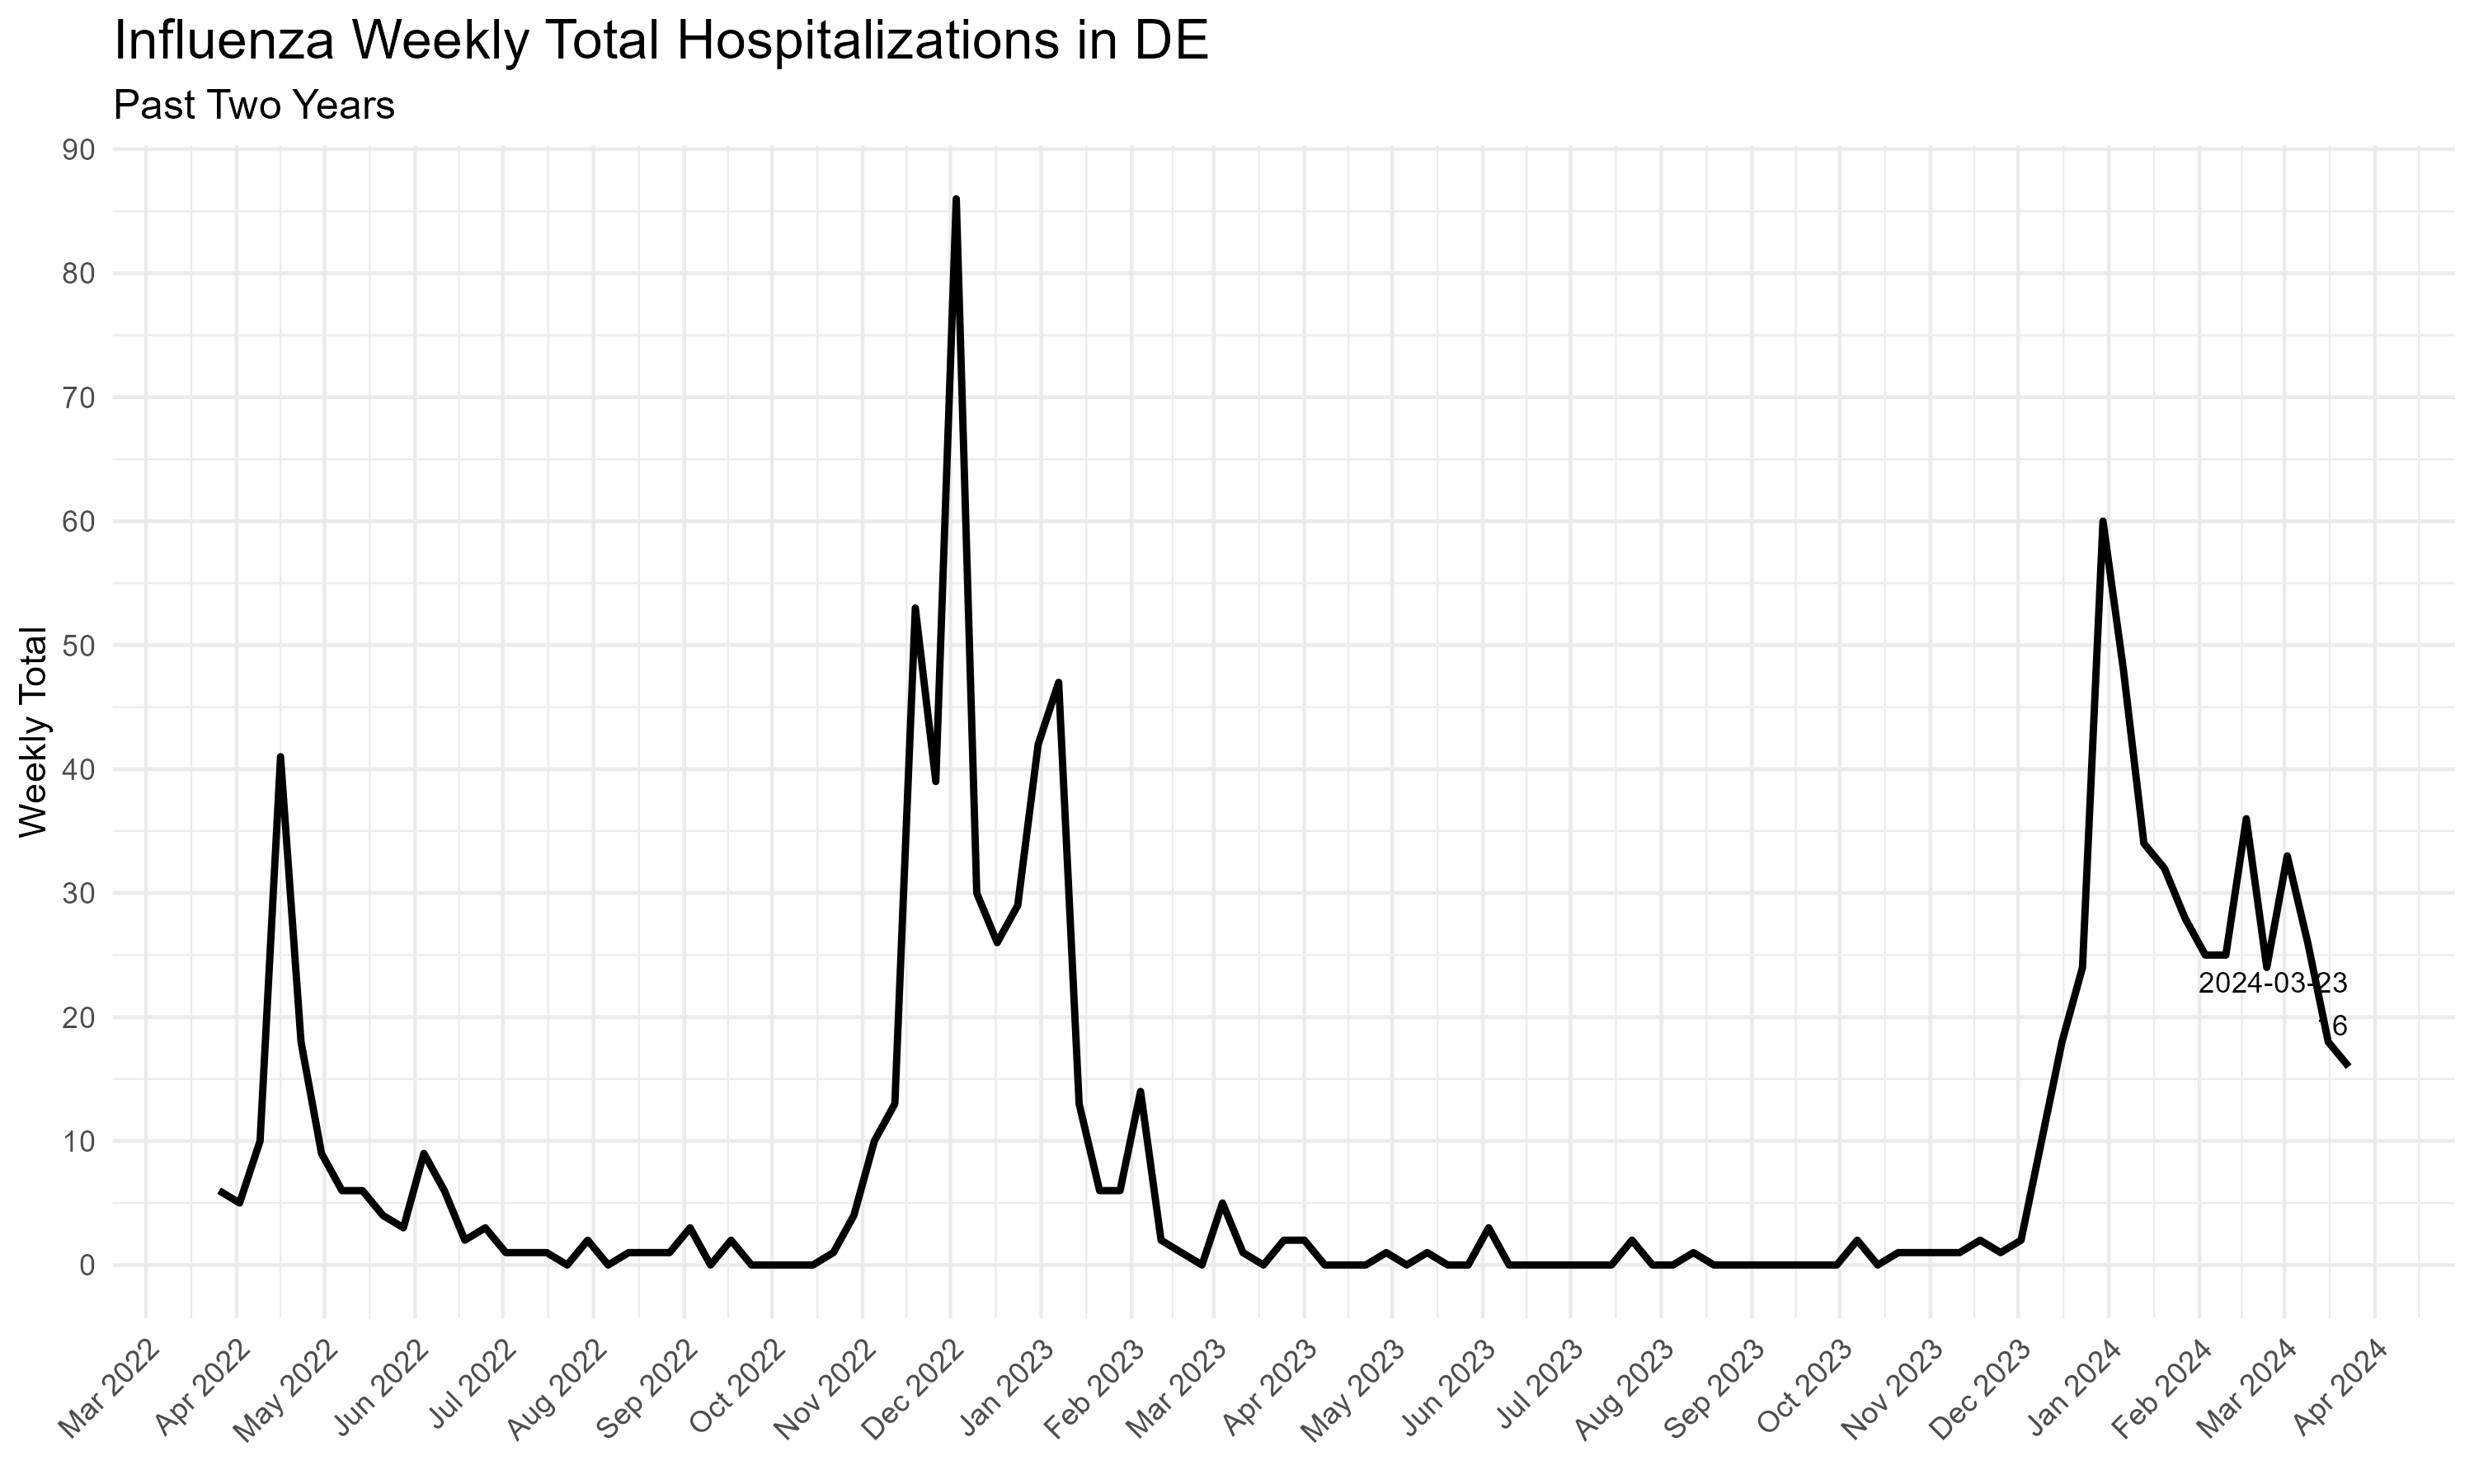 Influenza Weekly Total Hospitalizations in DE
Past Two Years
Weekly Total
90
80
70
60
50
40
30
20
10
0
2024-03-23
16
Mar 2022
Apr 2022
May 2022
Jun 2022
Jul 2022
Aug 2022
Sep 2022
Oct 2022
Nov 2022
Dec 2022
Jan 2023
Feb 2023
Mar 2023
Apr 2023
May 2023
Jun 2023
Jul 2023
Aug 2023
Sep 2023
Oct 2023
Nov 2023
Dec 2023
Jan 2024
Feb 2024
Mar 2024
Apr 2024